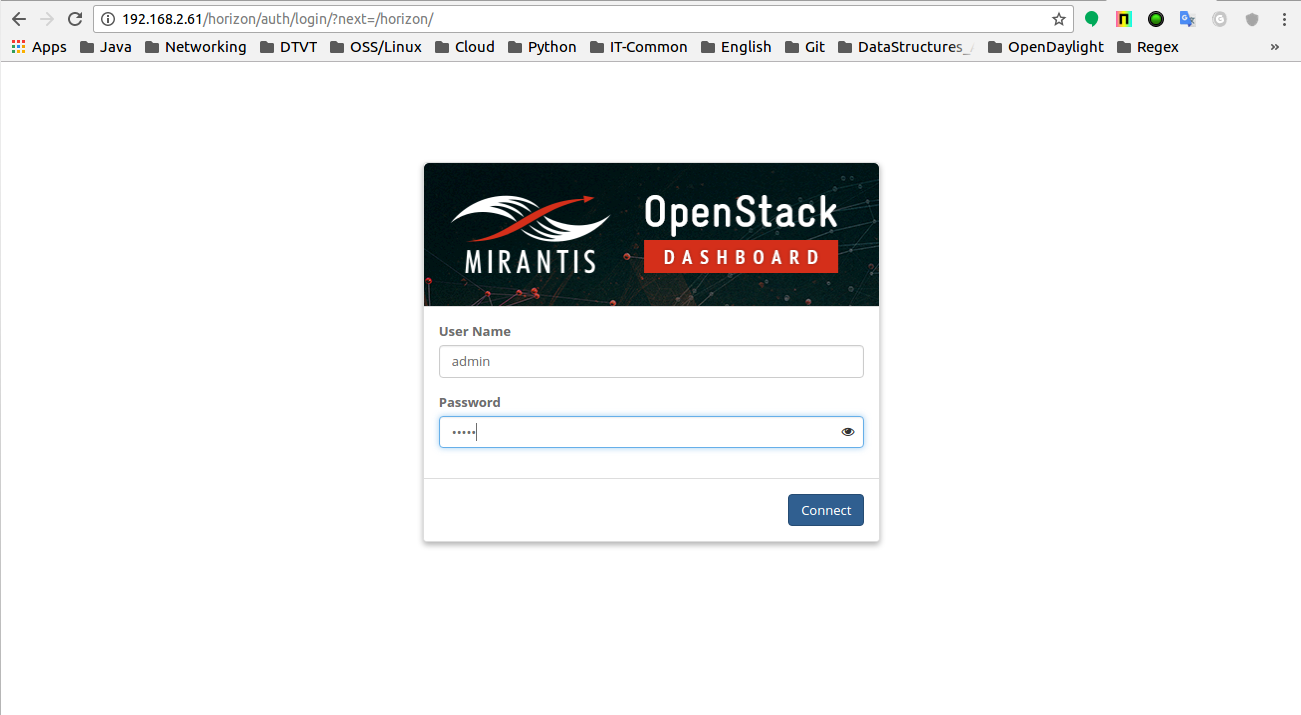 192.168.2.61/horizon/auth/login/?next=/horizon/
Apps Java Networking DTVT OSS/Linux Cloud Python IT-Common English Git DataStructures_ OpenDaylight Regex »
MIRANTIS
OpenStack
DASHBOARD
User Name
admin
Password
•••••
Connect